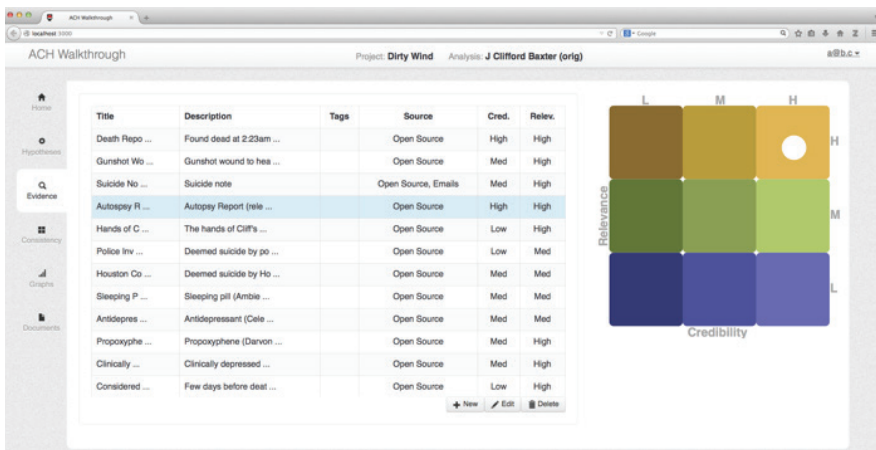 ACH Walkthrough
localhost:3000
Google
ACH Walkthrough
Project: Dirty Wind Analysis: J Clifford Baxter (orig)
a@b.c
Home
Hypotheses
Evidence
Consistency
Graphs
Documents
Title Description Tags Source Cred. Relev.
Death Repo ... Found dead at 2:23am ... Open Source High High
Gunshot Wo ... Gunshot wound to hea ... Open Source Med High
Suicide No ... Suicide note Open Source, Emails Med High
Autospsy R ... Autopsy Report (rele ... Open Source High High
Hands of C ... The hands of Cliff's ... Open Source Low High
Police Inv ... Deemed suicide by po ... Open Source Low Med
Houston Co ... Deemed suicide by Ho ... Open Source Med Med
Sleeping P ... Sleeping pill (Ambie ... Open Source Med Med
Antidepres ... Antidepressant (Cele ... Open Source Med Med
Propoxyphe ... Propoxyphene (Darvon ... Open Source Med High
Clinically ... Clinically depressed ... Open Source Med High
Considered ... Few days before deat ... Open Source Low High
New Edit Delete
L M H
H
M
L
Relevance
Credibility